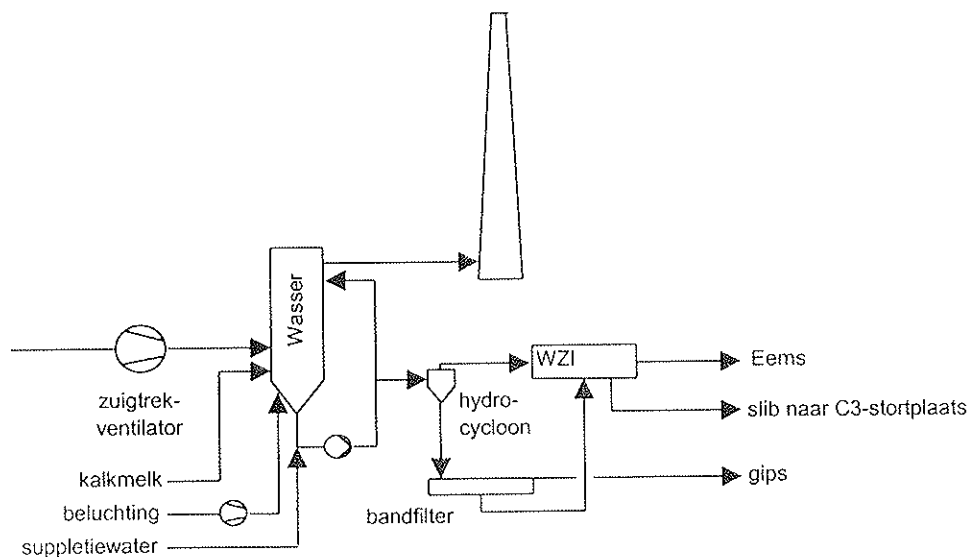 Wasser
zuigtrek-
ventilator
kalkmelk
beluchting
suppletiewater
hydro-
cycloon
bandfilter
WZI
Eems
slib naar C3-stortplaats
gips